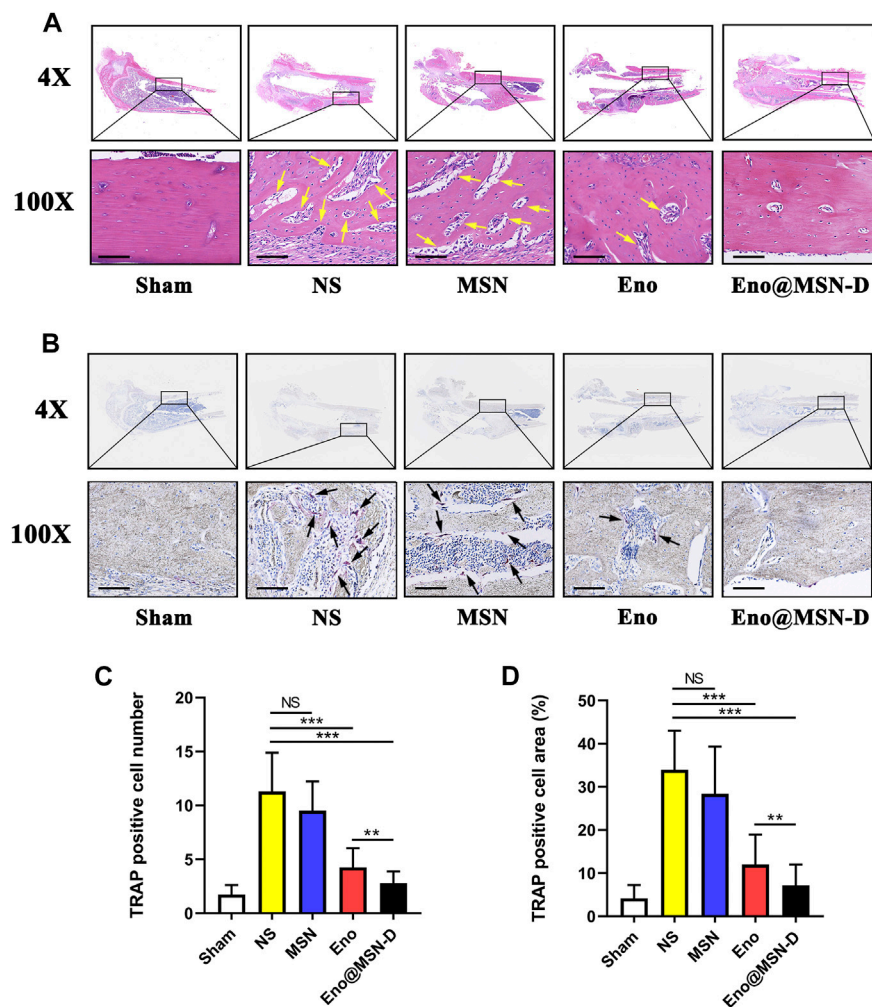 A
4X
100X
Sham
NS
MSN
Eno
Eno@MSN-D
B
4X
100X
Sham
NS
MSN
Eno
Eno@MSN-D
C
TRAP positive cell number
20
15
10
5
0
NS
***
***
**
Sham
NS
MSN
Eno
Eno@MSN-D
D
TRAP positive cell area (%)
50
40
30
20
10
0
NS
***
***
**
Sham
NS
MSN
Eno
Eno@MSN-D